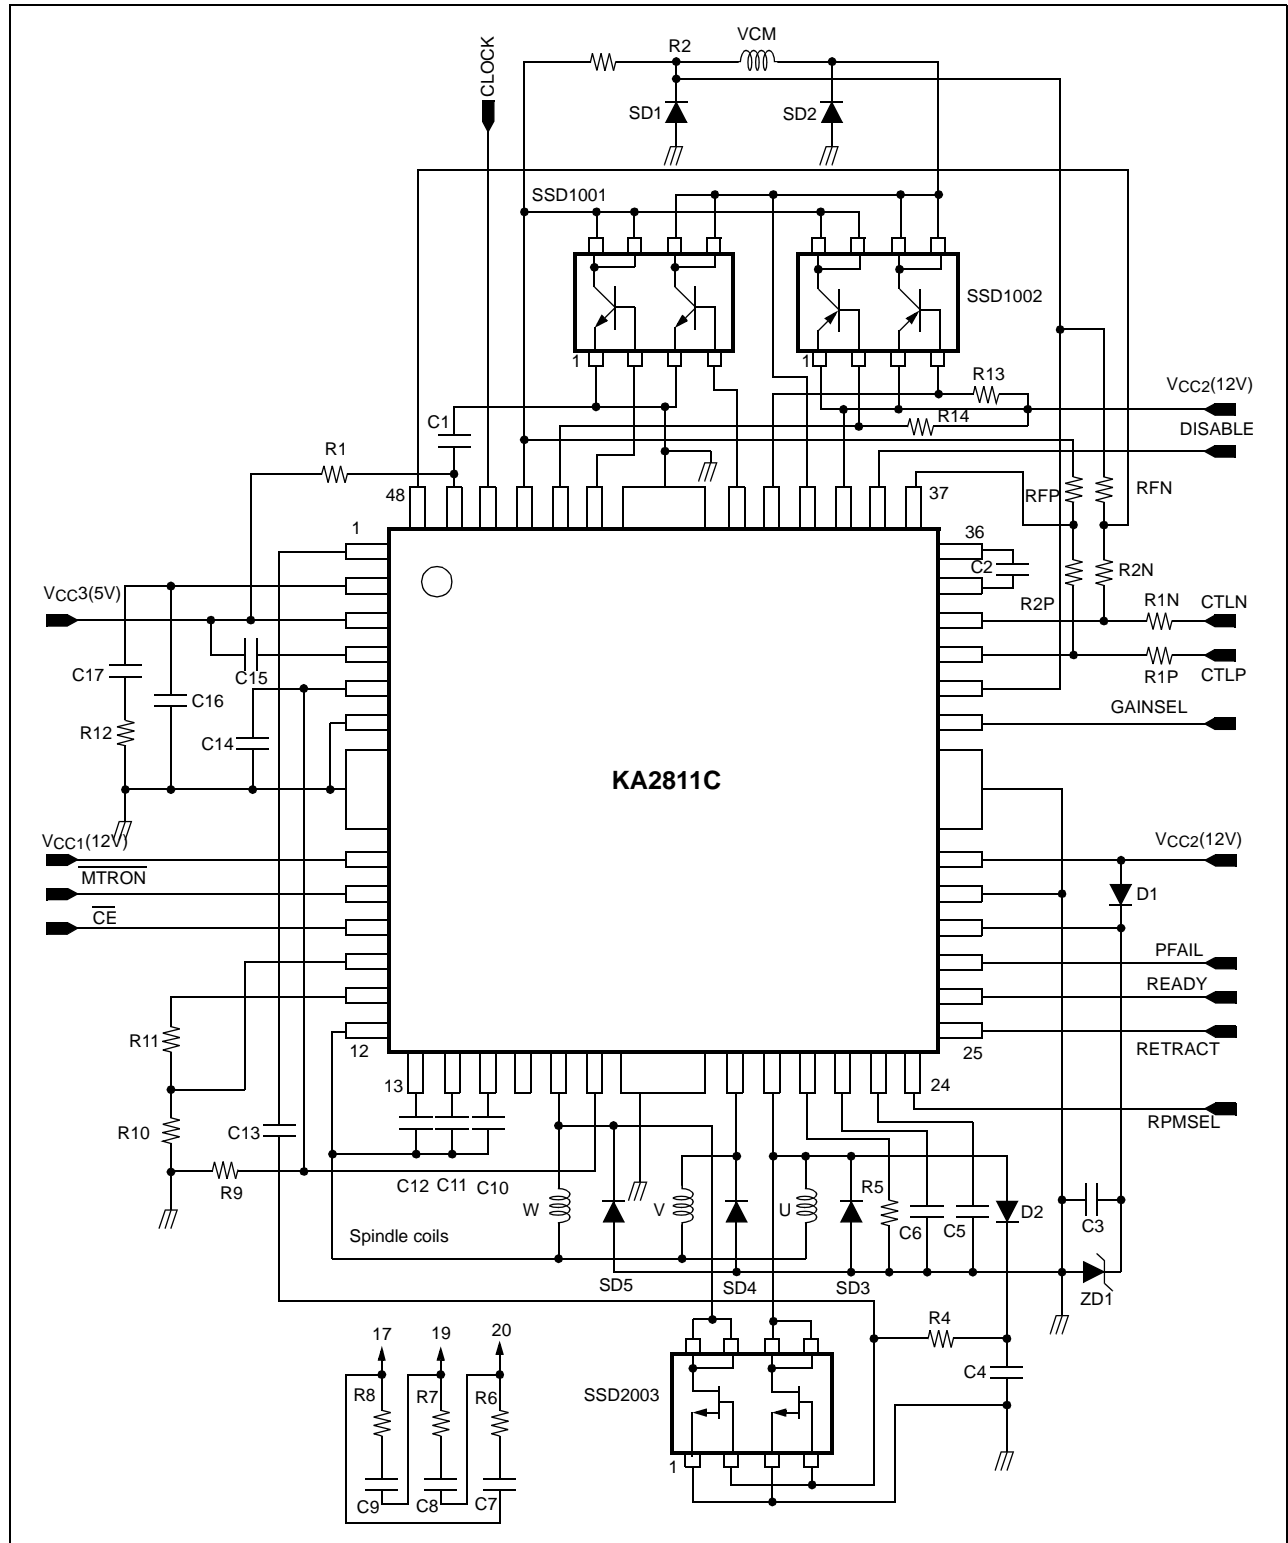 VCM
R2
CLOCK
SD1
SD2
SSD1001
SSD1002
1
1
R13
VCC2(12V)
C1
R14
DISABLE
R1
48
37
RFP
RFN
1
36
C2
VCC3(5V)
R2P
R2N
R1N
CTLN
C17
C15
R1P
CTLP
C16
R12
C14
GAINSEL
KA2811C
VCC1(12V)
VCC2(12V)
MTRON
D1
CE
PFAIL
READY
R11
12
25
RETRACT
13
24
R10
C13
RPMSEL
R9
C12
C11
C10
W
V
U
R5
C6
C5
D2
C3
Spindle coils
SD5
SD4
SD3
ZD1
17
19
20
R4
R8
R7
R6
SSD2003
C4
1
C9
C8
C7